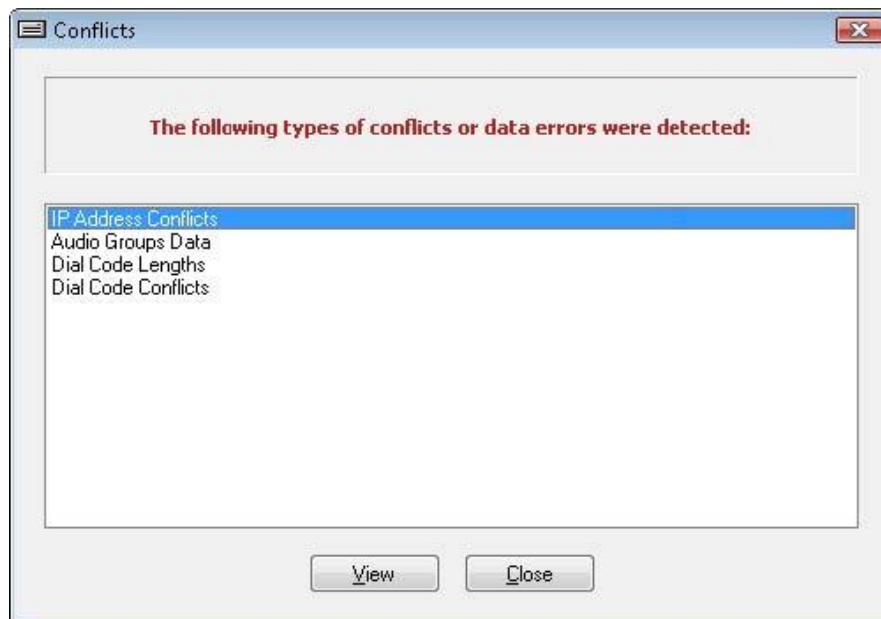 Conflicts
The following types of conflicts or data errors were detected:
IP Address Conflicts
Audio Groups Data
Dial Code Lengths
Dial Code Conflicts
View
Close